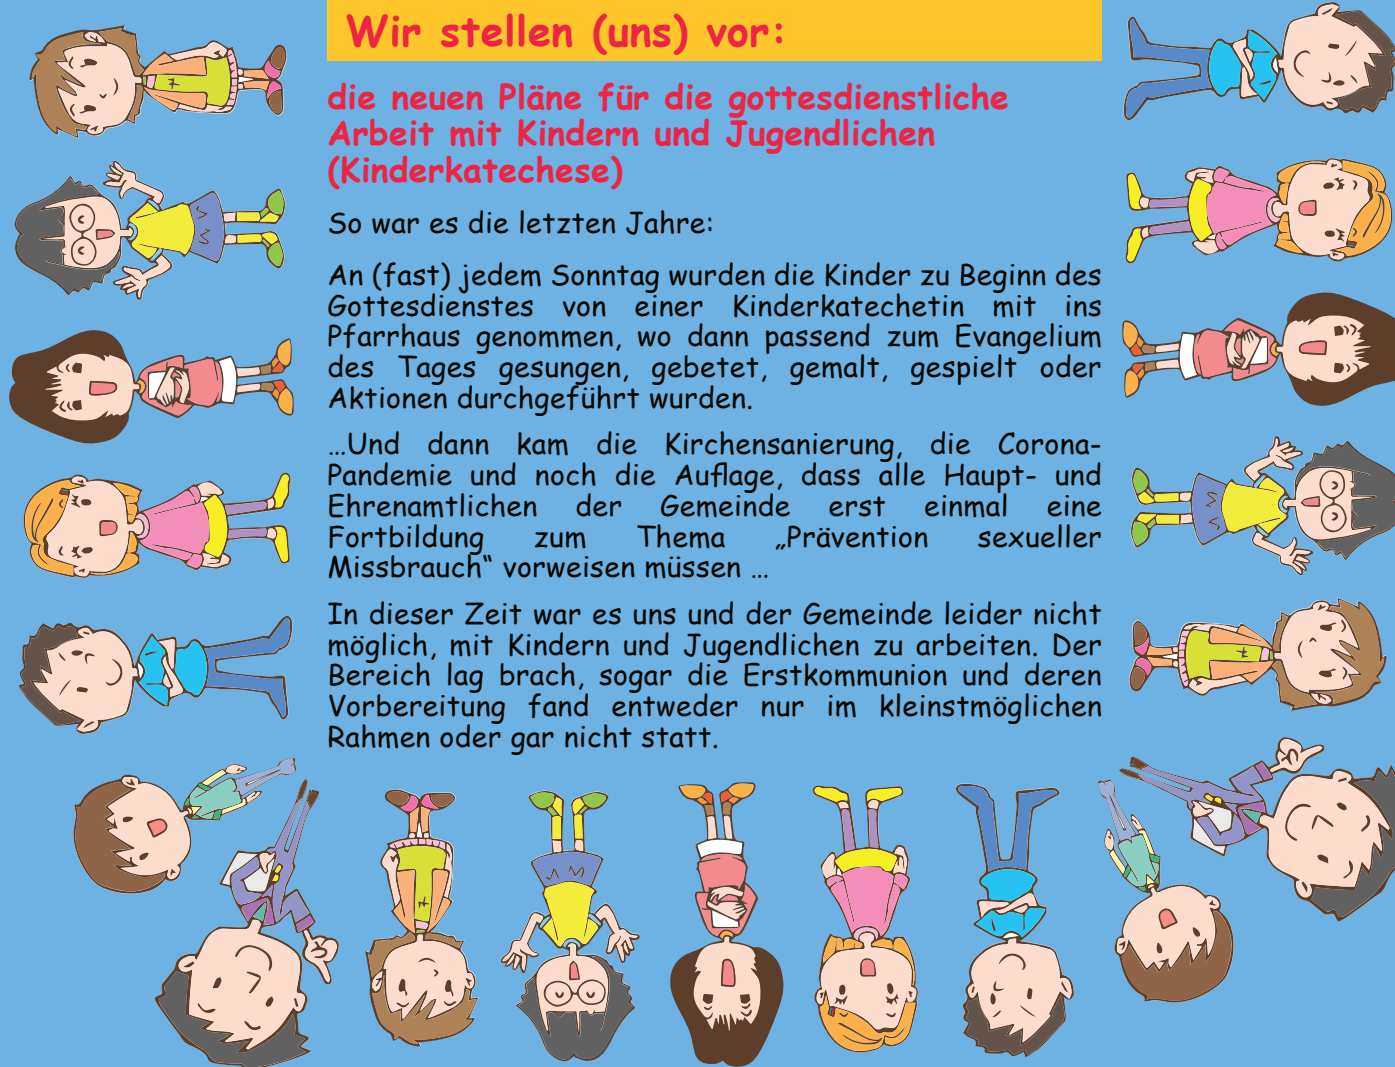 Wir stellen (uns) vor:
die neuen Pläne für die gottesdienstliche
Arbeit mit Kindern und Jugendlichen
(Kinderkatechese)
So war es die letzten Jahre:
An (fast) jedem Sonntag wurden die Kinder zu Beginn des
Gottesdienstes von einer Kinderkatechetin mit ins
Pfarrhaus genommen, wo dann passend zum Evangelium
des Tages gesungen, gebetet, gemalt, gespielt oder
Aktionen durchgeführt wurden.
…Und dann kam die Kirchensanierung, die Corona-
Pandemie und noch die Auflage, dass alle Haupt- und
Ehrenamtlichen der Gemeinde erst einmal eine
Fortbildung zum Thema „Prävention sexueller
Missbrauch“ vorweisen müssen …
In dieser Zeit war es uns und der Gemeinde leider nicht
möglich, mit Kindern und Jugendlichen zu arbeiten. Der
Bereich lag brach, sogar die Erstkommunion und deren
Vorbereitung fand entweder nur im kleinstmöglichen
Rahmen oder gar nicht statt.